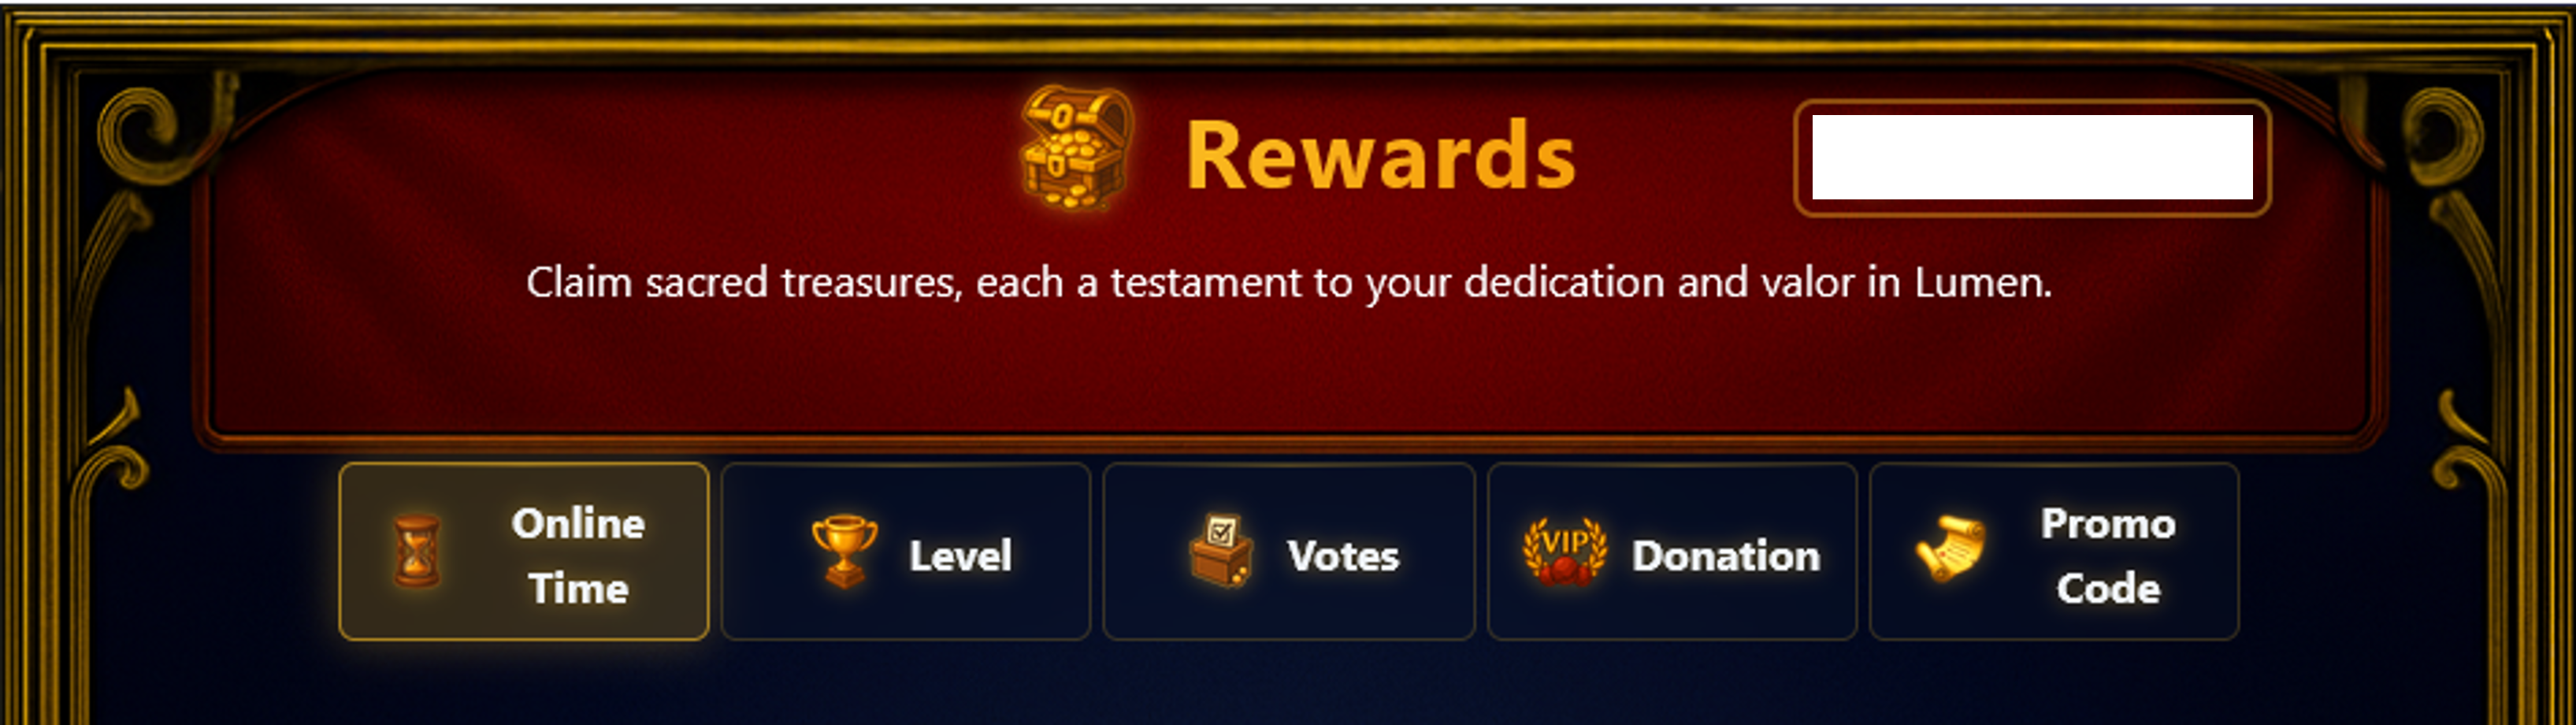 Rewards
Claim sacred treasures, each a testament to your dedication and valor in Lumen.
Online
Time
Level
Votes
VIP
Donation
Promo
Code